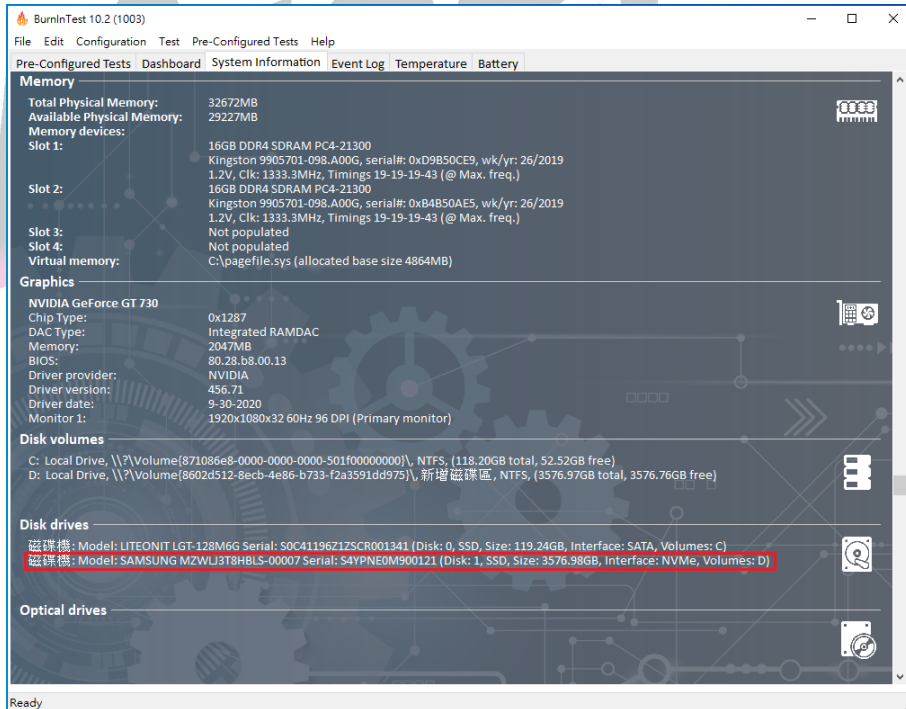 BurnInTest 10.2 (1003)
File Edit Configuration Test Pre-Configured Tests Help
Pre-Configured Tests Dashboard System Information Event Log Temperature Battery
Memory
Total Physical Memory: 32672MB
Available Physical Memory: 29227MB
Memory devices:
Slot 1: 16GB DDR4 SDRAM PC4-21300
Kingston 9905701-098.A00G, serial#: 0xD9B50CE9, wk/yr: 26/2019
1.2V, Clk: 1333.3MHz, Timings 19-19-19-43 (@ Max. freq.)
Slot 2: 16GB DDR4 SDRAM PC4-21300
Kingston 9905701-098.A00G, serial#: 0xB4B50AE5, wk/yr: 26/2019
1.2V, Clk: 1333.3MHz, Timings 19-19-19-43 (@ Max. freq.)
Slot 3: Not populated
Slot 4: Not populated
Virtual memory: C:\pagefile.sys (allocated base size 4864MB)
Graphics
NVIDIA GeForce GT 730
Chip Type: 0x1287
DAC Type: Integrated RAMDAC
Memory: 2047MB
BIOS: 80.28.b8.00.13
Driver provider: NVIDIA
Driver version: 456.71
Driver date: 9-30-2020
Monitor 1: 1920x1080x32 60Hz 96 DPI (Primary monitor)
Disk volumes
C: Local Drive, \\?\Volume{871086e8-0000-0000-0000-501f00000000}\, NTFS, (118.20GB total, 52.52GB free)
D: Local Drive, \\?\Volume{8602d512-8ecb-4e86-b733-f2a3591dd975}\, 新增磁碟區, NTFS, (3576.97GB total, 3576.76GB free)
Disk drives
磁碟機: Model: LITEONIT LGT-128M6G Serial: S0C41196Z1ZSCR001341 (Disk: 0, SSD, Size: 119.24GB, Interface: SATA, Volumes: C)
磁碟機: Model: SAMSUNG MZWLJ3T8HBLS-00007 Serial: S4YPNE0M900121 (Disk: 1, SSD, Size: 3576.98GB, Interface: NVMe, Volumes: D)
Optical drives
Ready